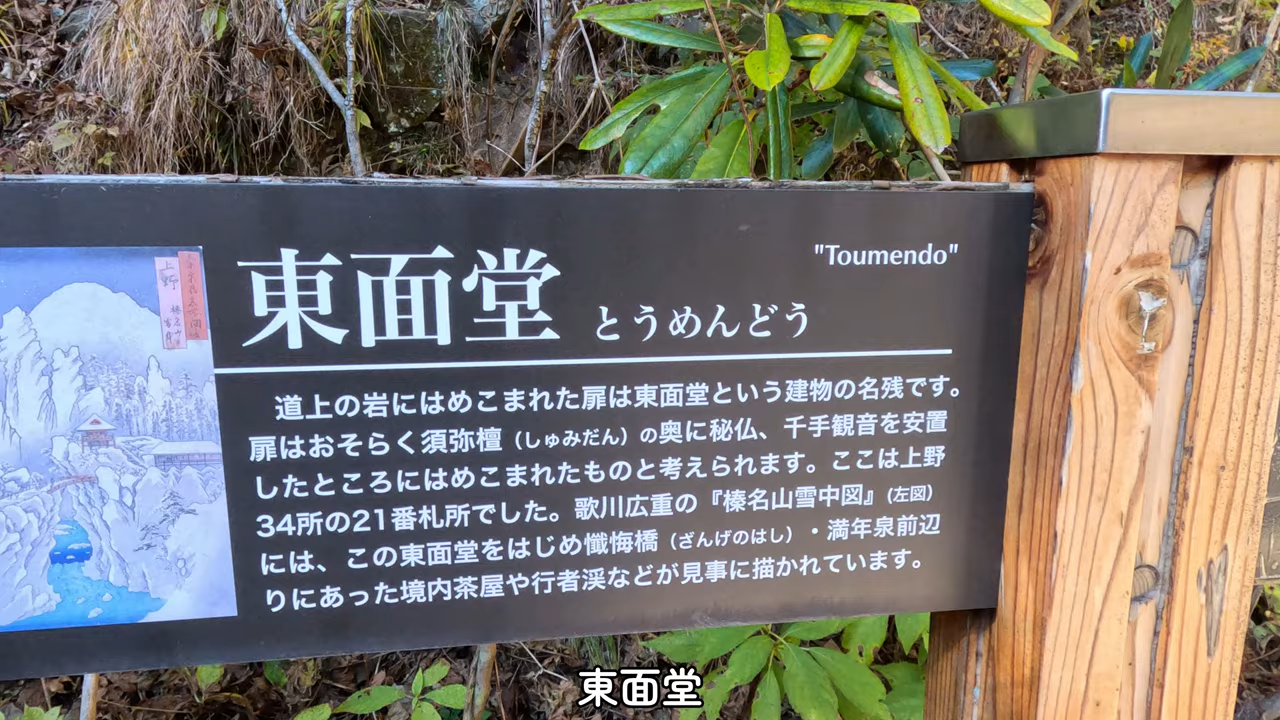 東面堂 とうめんどう
"Toumendo"
道上の岩にはめこまれた扉は東面堂という建物の名残です。
扉はおそらく須弥檀（しゅみだん）の奥に秘仏、千手観音を安置
したところにはめこまれたものと考えられます。ここは上野
34所の21番札所でした。歌川広重の『榛名山雪中図』（左図）
には、この東面堂をはじめ懺悔橋（ざんげのはし）・満年泉前辺
りにあった境内茶屋や行者渓などが見事に描かれています。
上野
東面堂